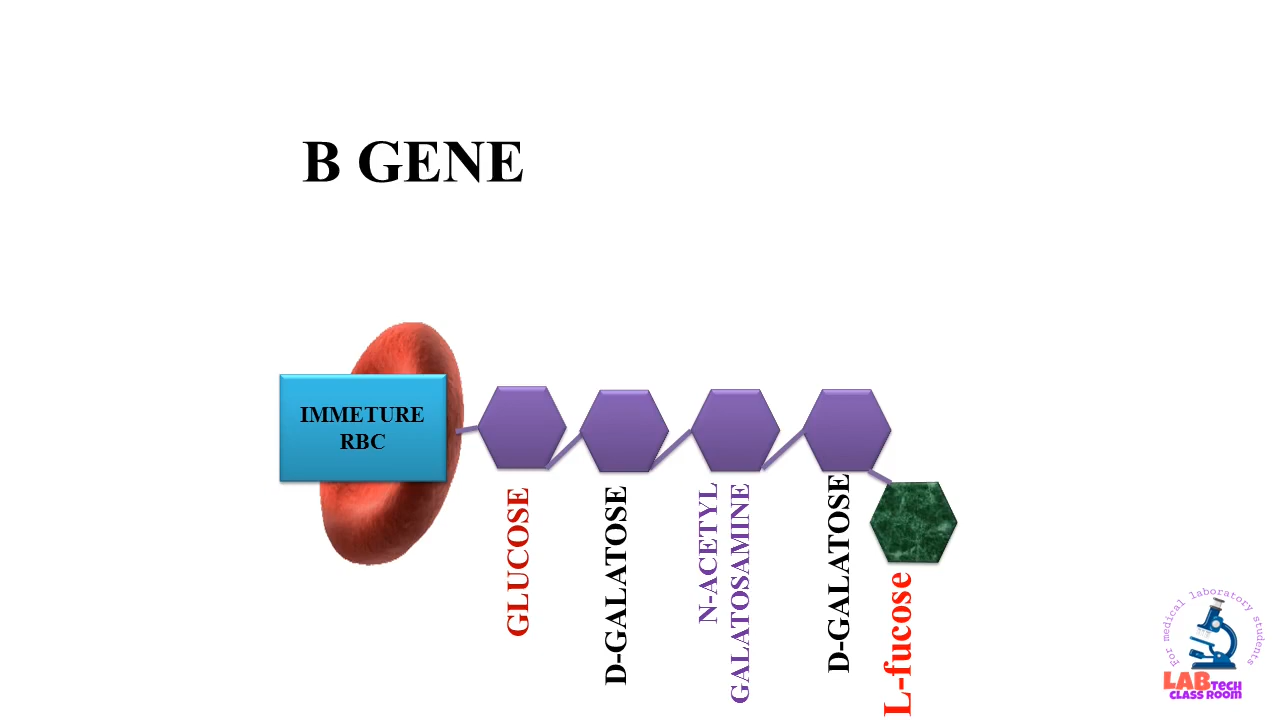 B GENE
IMMETURE
RBC
GLUCOSE
D-GALATOSE
N-ACETYL
GALATOSAMINE
D-GALATOSE
L-fucose
For medical laboratory students
LAB TECH
CLASS ROOM